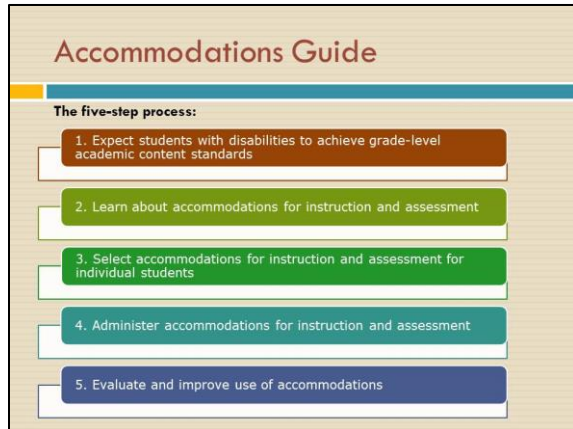 Accommodations Guide
The five-step process:
1. Expect students with disabilities to achieve grade-level
academic content standards
2. Learn about accommodations for instruction and assessment
3. Select accommodations for instruction and assessment for
individual students
4. Administer accommodations for instruction and assessment
5. Evaluate and improve use of accommodations